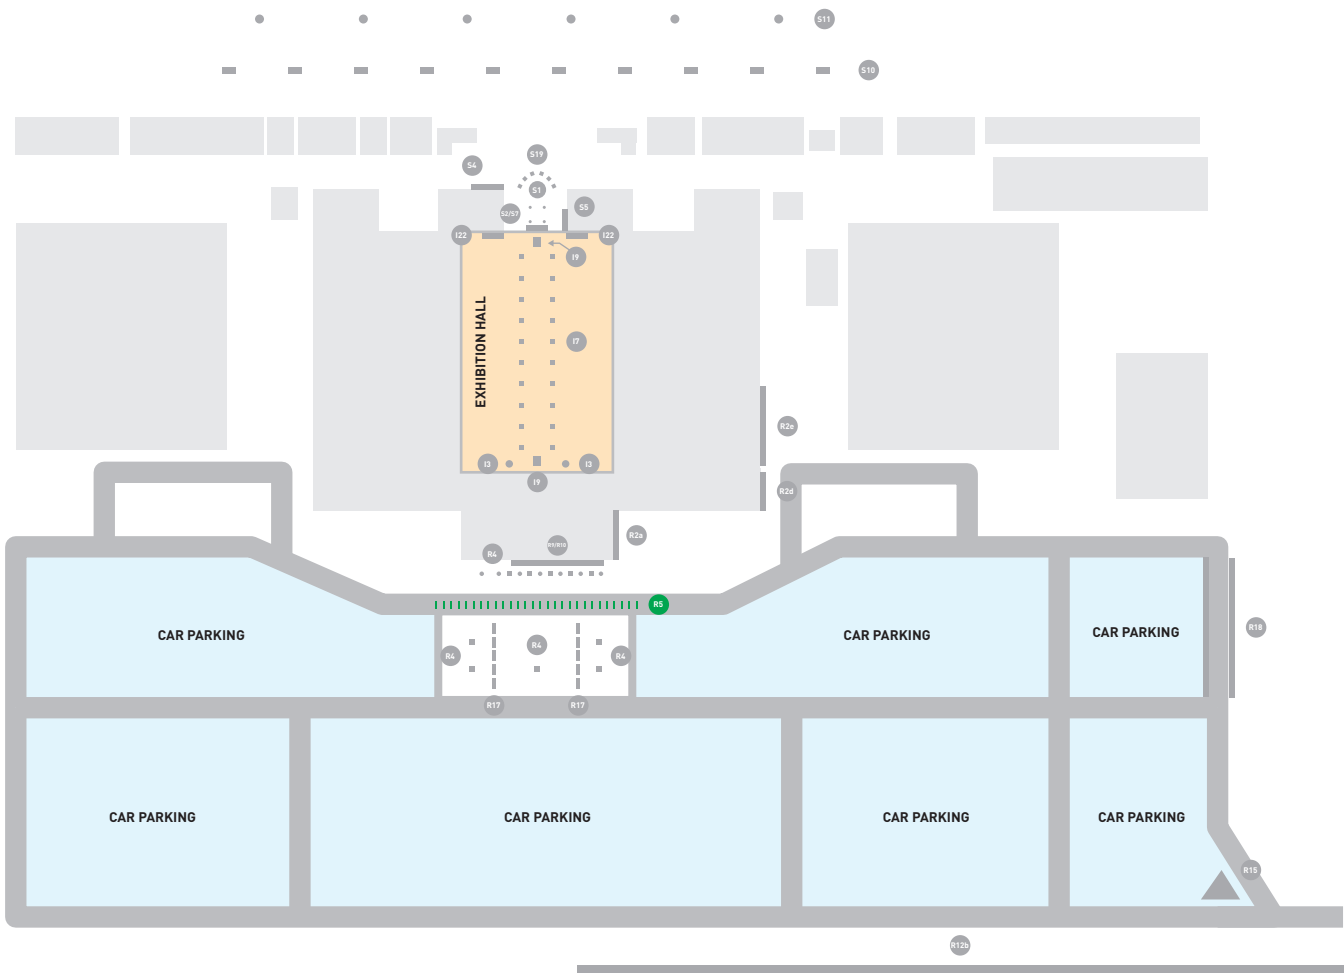 S11
S10
S19
S4
S1
S5
S2/S7
I22
I22
I9
EXHIBITION HALL
I7
R2e
I3
I3
I9
R2d
R2a
R9/R10
R4
R5
CAR PARKING
CAR PARKING
CAR PARKING
R18
R4
R4
R4
R17
R17
CAR PARKING
CAR PARKING
CAR PARKING
CAR PARKING
R15
R12b